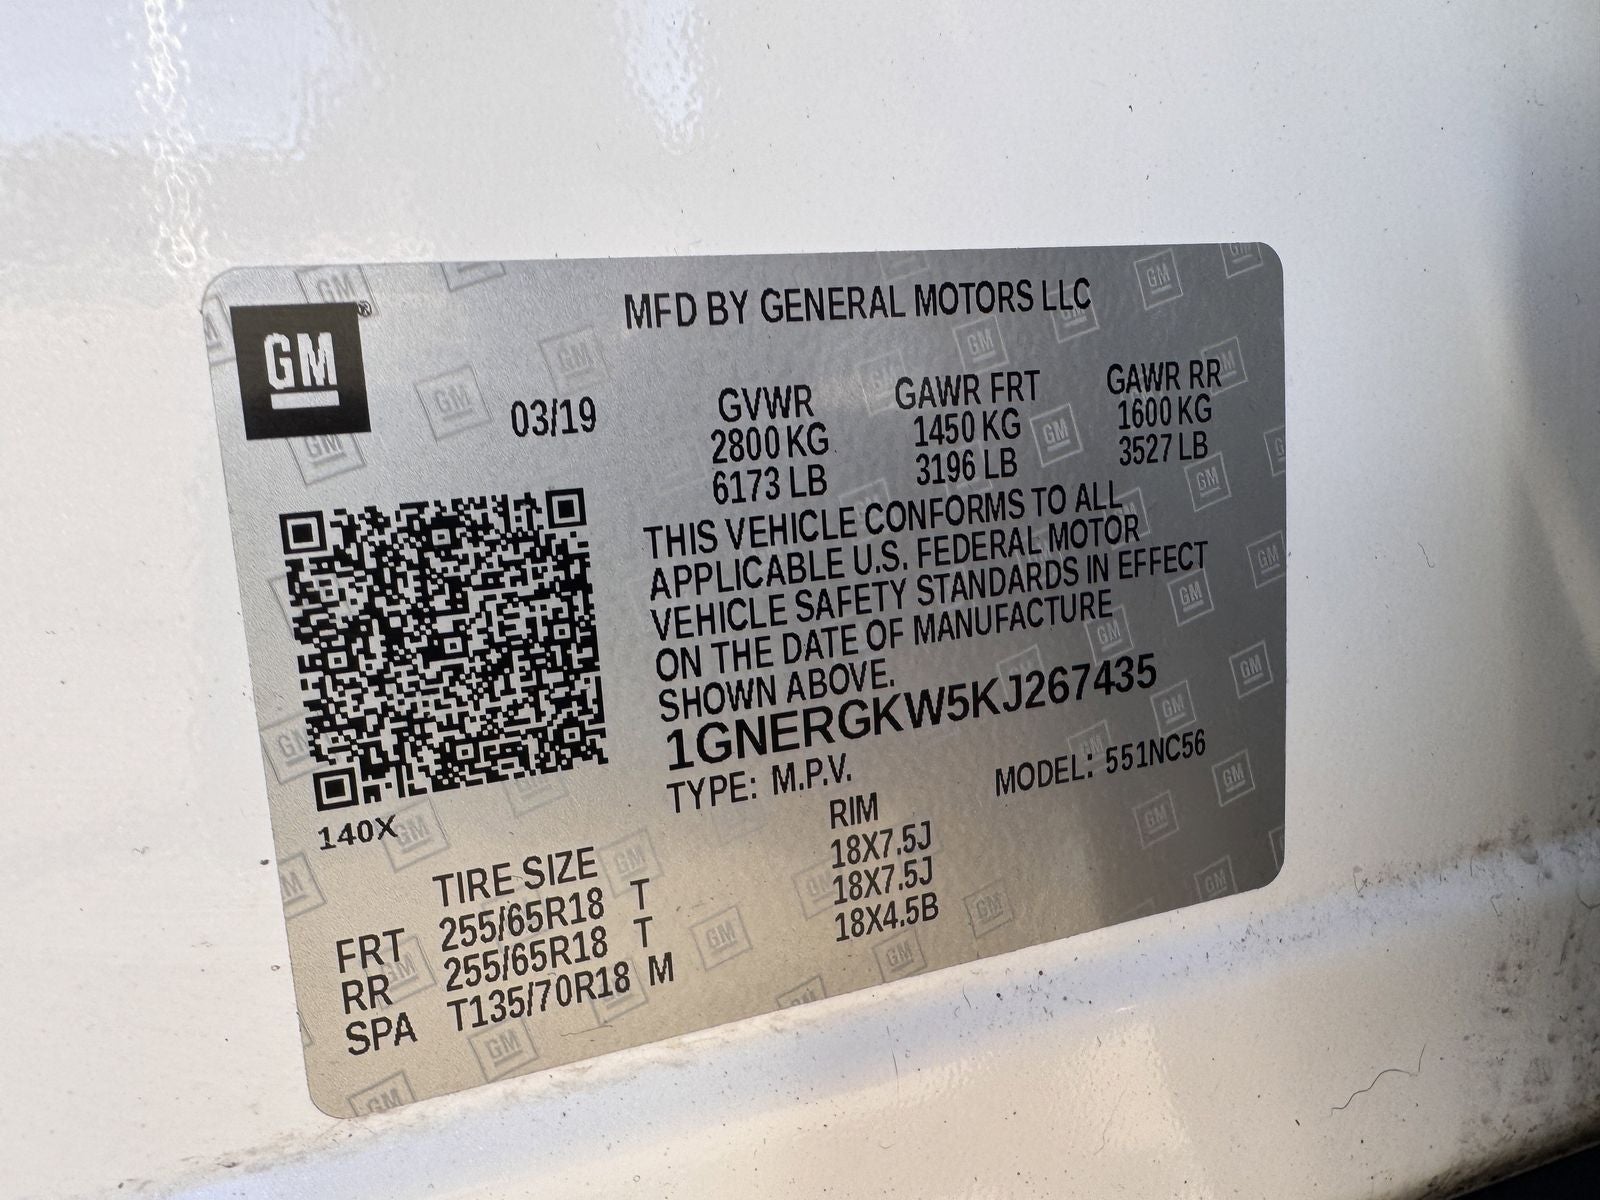 GM®
MFD BY GENERAL MOTORS LLC
03/19
GVWR GAWR FRT GAWR RR
2800 KG 1450 KG 1600 KG
6173 LB 3196 LB 3527 LB
THIS VEHICLE CONFORMS TO ALL
APPLICABLE U.S. FEDERAL MOTOR
VEHICLE SAFETY STANDARDS IN EFFECT
ON THE DATE OF MANUFACTURE
SHOWN ABOVE.
1GNERGKW5KJ267435
TYPE: M.P.V. MODEL: 551NC56
140X
TIRE SIZE RIM
FRT 255/65R18 T 18X7.5J
RR 255/65R18 T 18X7.5J
SPA T135/70R18 M 18X4.5B